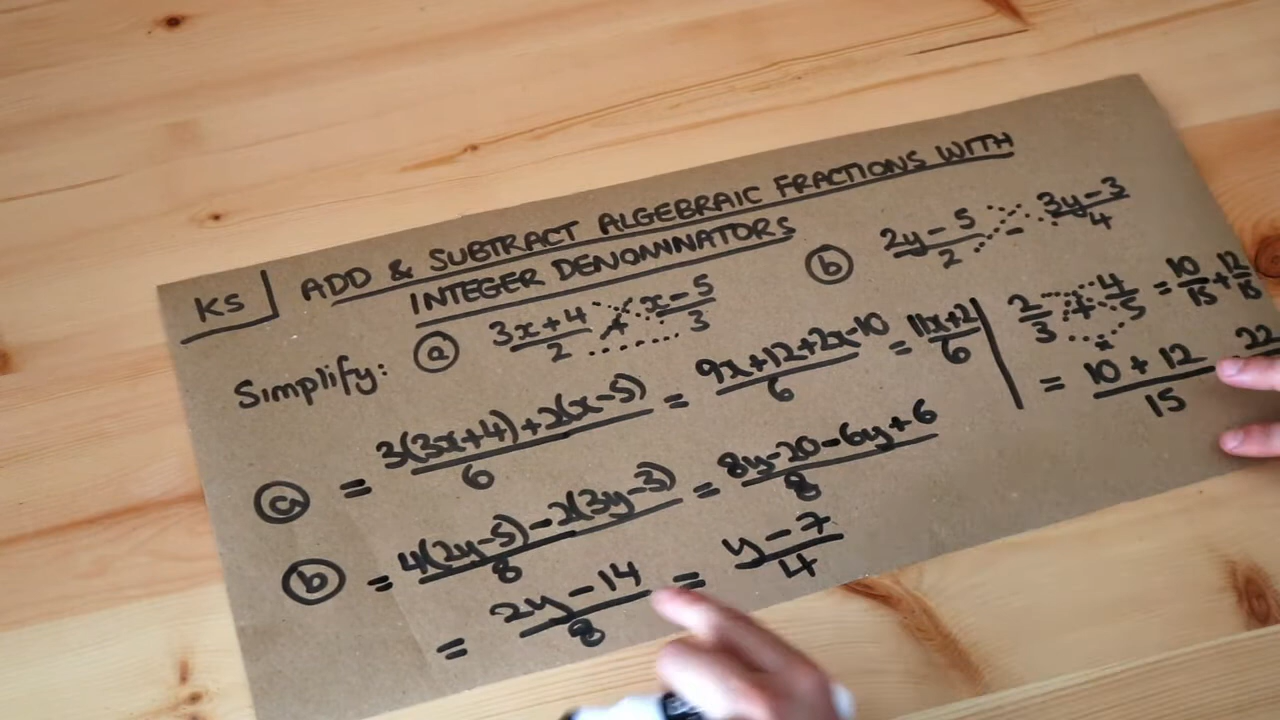 K5
ADD & SUBTRACT ALGEBRAIC FRACTIONS WITH
INTEGER DENOMINATORS
Simplify: ⓐ (3x+4)/2 + (x-5)/3
ⓑ (2y-5)/2 - (3y-3)/4
ⓐ = (3(3x+4)+2(x-5))/6 = (9x+12+2x-10)/6 = (11x+2)/6
2/3 + 4/5 = 10/15 + 12/15
= (10+12)/15 22
ⓑ = (4(2y-5)-2(3y-3))/8 = (8y-20-6y+6)/8
= (2y-14)/8 = (y-7)/4